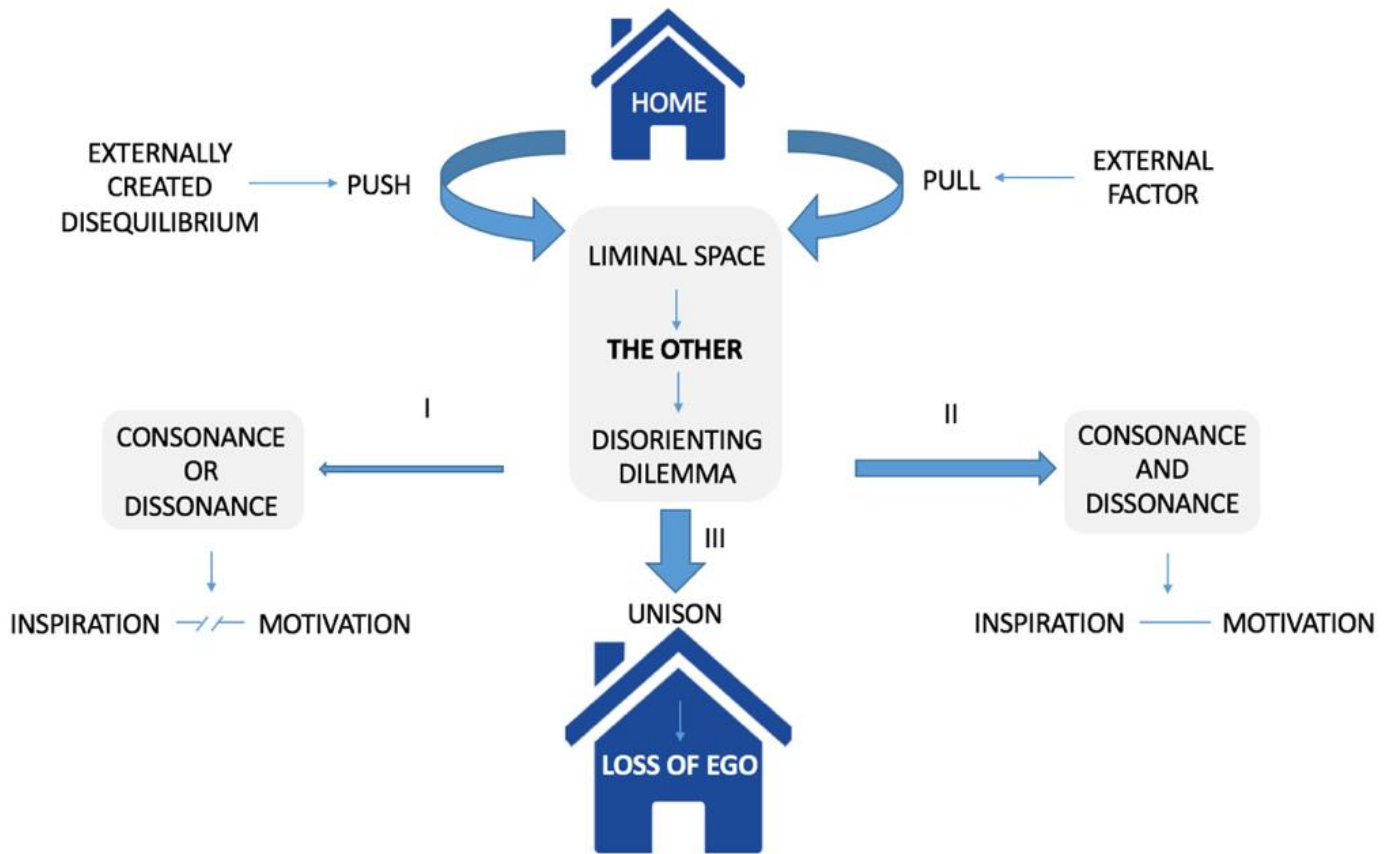 HOME
EXTERNALLY
CREATED
DISEQUILIBRIUM
PUSH
PULL
EXTERNAL
FACTOR
LIMINAL SPACE
THE OTHER
DISORIENTING
DILEMMA
I
CONSONANCE
OR
DISSONANCE
INSPIRATION
MOTIVATION
II
CONSONANCE
AND
DISSONANCE
INSPIRATION
MOTIVATION
III
UNISON
LOSS OF EGO